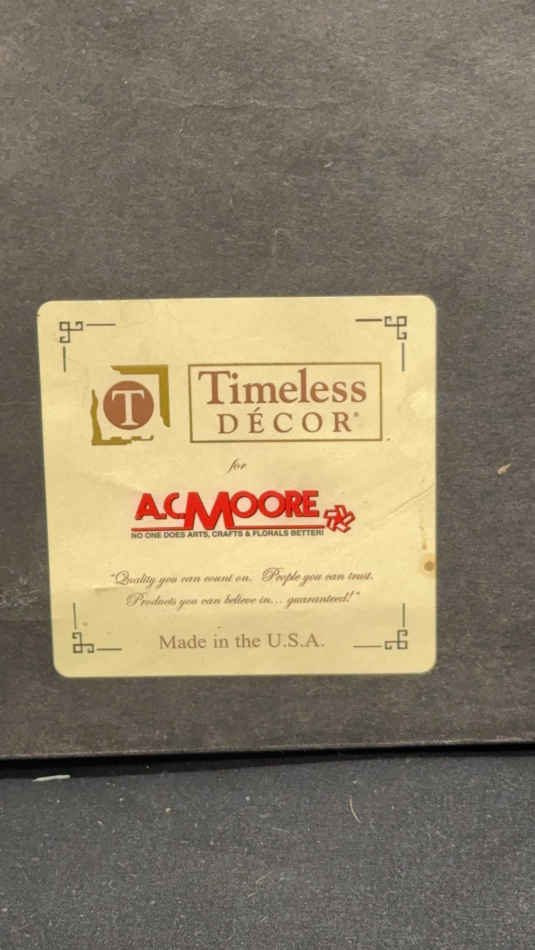 T
Timeless
DÉCOR®
for
A.C. MOORE
NO ONE DOES ARTS, CRAFTS & FLORALS BETTER!
"Quality you can count on. People you can trust.
Products you can believe in... guaranteed!"
Made in the U.S.A.